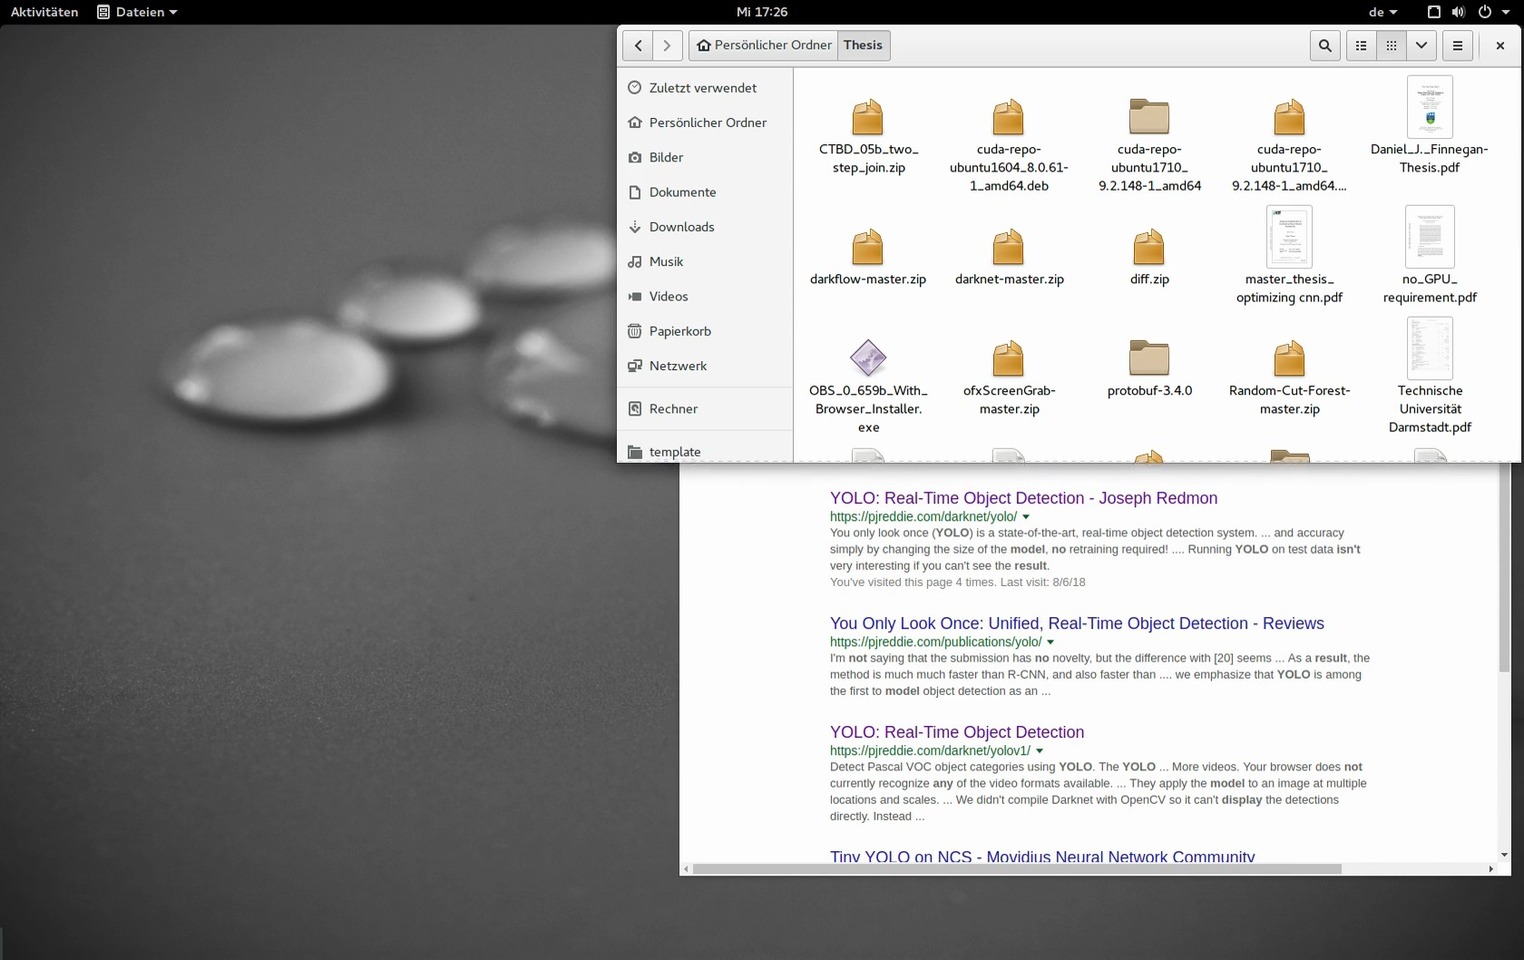 Aktivitäten Dateien Mi 17:26 de
Persönlicher Ordner Thesis
Zuletzt verwendet
Persönlicher Ordner
Bilder
Dokumente
Downloads
Musik
Videos
Papierkorb
Netzwerk
Rechner
template
CTBD_05b_two_
step_join.zip
cuda-repo-
ubuntu1604_8.0.61-
1_amd64.deb
cuda-repo-
ubuntu1710_
9.2.148-1_amd64
cuda-repo-
ubuntu1710_
9.2.148-1_amd64....
Daniel_J._Finnegan-
Thesis.pdf
darkflow-master.zip
darknet-master.zip
diff.zip
master_thesis_
optimizing cnn.pdf
no_GPU_
requirement.pdf
OBS_0_659b_With_
Browser_Installer.
exe
ofxScreenGrab-
master.zip
protobuf-3.4.0
Random-Cut-Forest-
master.zip
Technische
Universität
Darmstadt.pdf
YOLO: Real-Time Object Detection - Joseph Redmon
https://pjreddie.com/darknet/yolo/
You only look once (YOLO) is a state-of-the-art, real-time object detection system. ... and accuracy
simply by changing the size of the model, no retraining required! .... Running YOLO on test data isn't
very interesting if you can't see the result.
You've visited this page 4 times. Last visit: 8/6/18
You Only Look Once: Unified, Real-Time Object Detection - Reviews
https://pjreddie.com/publications/yolo/
I'm not saying that the submission has no novelty, but the difference with [20] seems ... As a result, the
method is much much faster than R-CNN, and also faster than .... we emphasize that YOLO is among
the first to model object detection as an ...
YOLO: Real-Time Object Detection
https://pjreddie.com/darknet/yolov1/
Detect Pascal VOC object categories using YOLO. The YOLO ... More videos. Your browser does not
currently recognize any of the video formats available. ... They apply the model to an image at multiple
locations and scales. ... We didn't compile Darknet with OpenCV so it can't display the detections
directly. Instead ...
Tiny YOLO on NCS - Movidius Neural Network Community